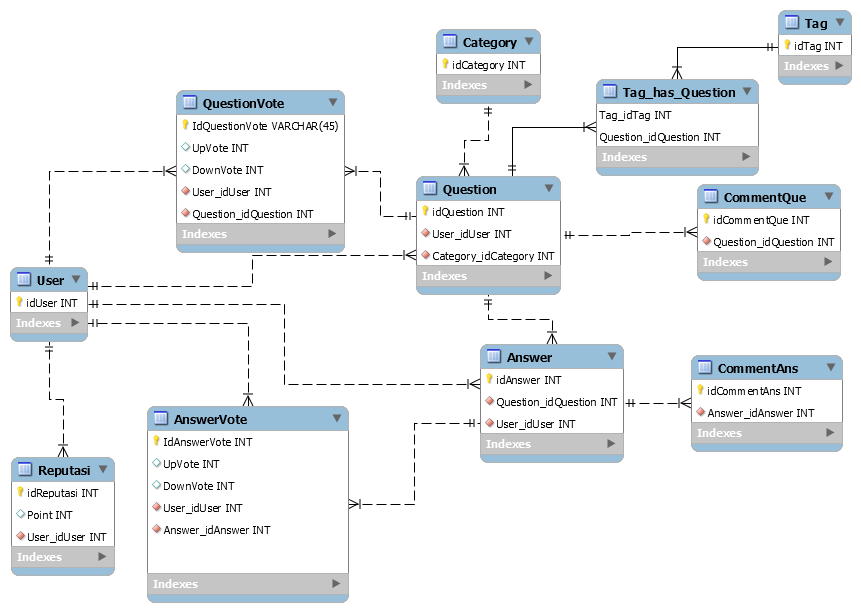 Tag
idTag INT
Indexes
Category
idCategory INT
Indexes
Tag_has_Question
Tag_idTag INT
Question_idQuestion INT
Indexes
QuestionVote
IdQuestionVote VARCHAR(45)
UpVote INT
DownVote INT
User_idUser INT
Question_idQuestion INT
Indexes
Question
idQuestion INT
User_idUser INT
Category_idCategory INT
Indexes
CommentQue
idCommentQue INT
Question_idQuestion INT
Indexes
User
idUser INT
Indexes
Answer
idAnswer INT
Question_idQuestion INT
User_idUser INT
Indexes
CommentAns
idCommentAns INT
Answer_idAnswer INT
Indexes
AnswerVote
IdAnswerVote INT
UpVote INT
DownVote INT
User_idUser INT
Answer_idAnswer INT
Indexes
Reputasi
idReputasi INT
Point INT
User_idUser INT
Indexes